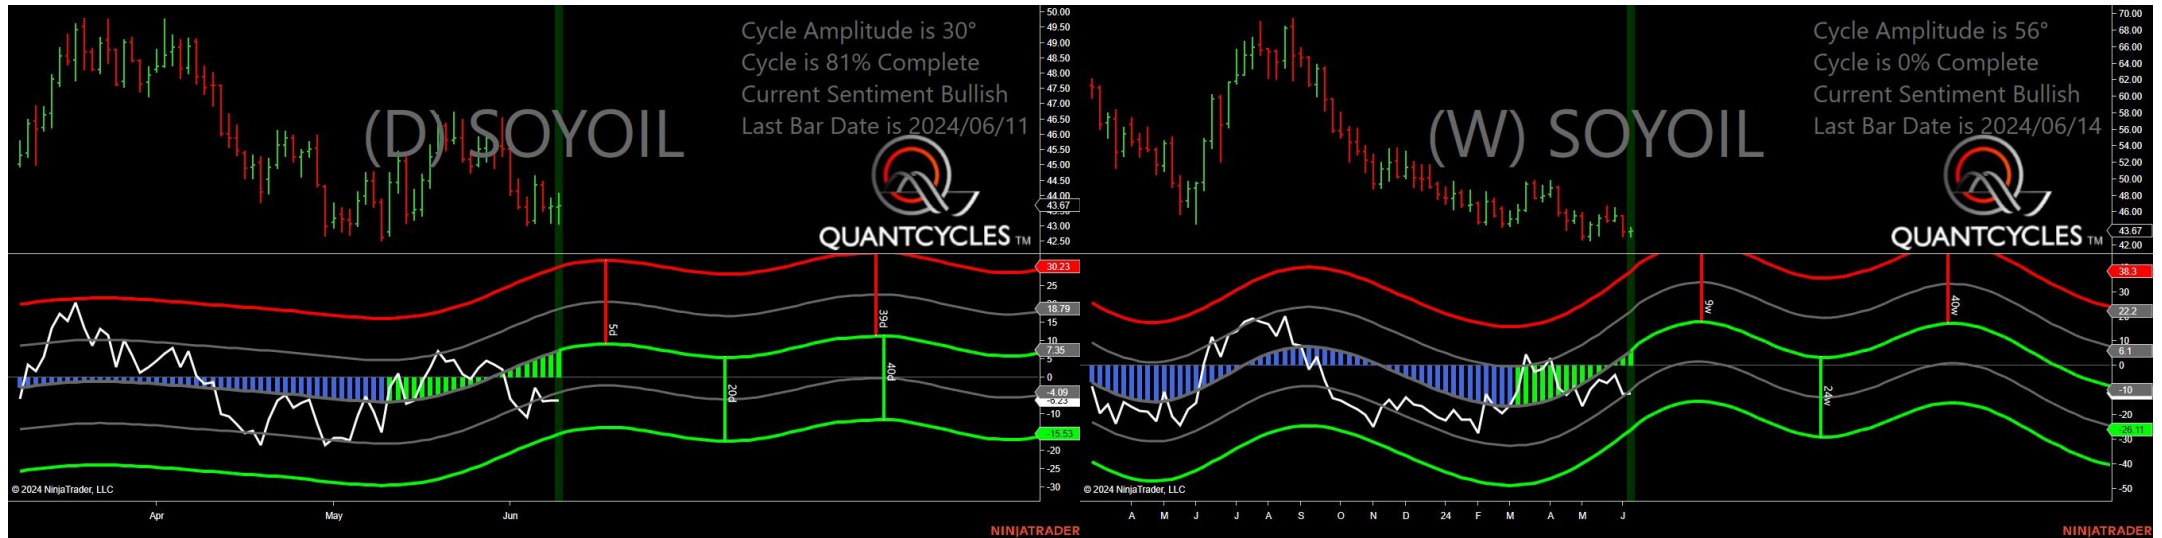 Cycle Amplitude is 30°
Cycle is 81% Complete
Current Sentiment Bullish
Last Bar Date is 2024/06/11
(D) SOYOIL
QUANTCYCLES TM
50.00
49.50
49.00
48.50
48.00
47.50
47.00
46.50
46.00
45.50
45.00
44.50
44.00
43.67
43.00
42.50
30.23
25
18.79
15
10
7.35
5
0
-4.09
-10
-15.53
-20
-25
-30
5d
20d
39d
40d
© 2024 NinjaTrader, LLC
Apr May Jun
NINJATRADER
Cycle Amplitude is 56°
Cycle is 0% Complete
Current Sentiment Bullish
Last Bar Date is 2024/06/14
(W) SOYOIL
QUANTCYCLES TM
70.00
68.00
66.00
64.00
62.00
60.00
58.00
56.00
54.00
52.00
50.00
48.00
46.00
43.67
42.00
38.3
30
22.2
10
6.1
0
-10
-20
-26.11
-30
-40
-50
9w
24w
40w
© 2024 NinjaTrader, LLC
A M J J A S O N D 24 F M A M J
NINJATRADER